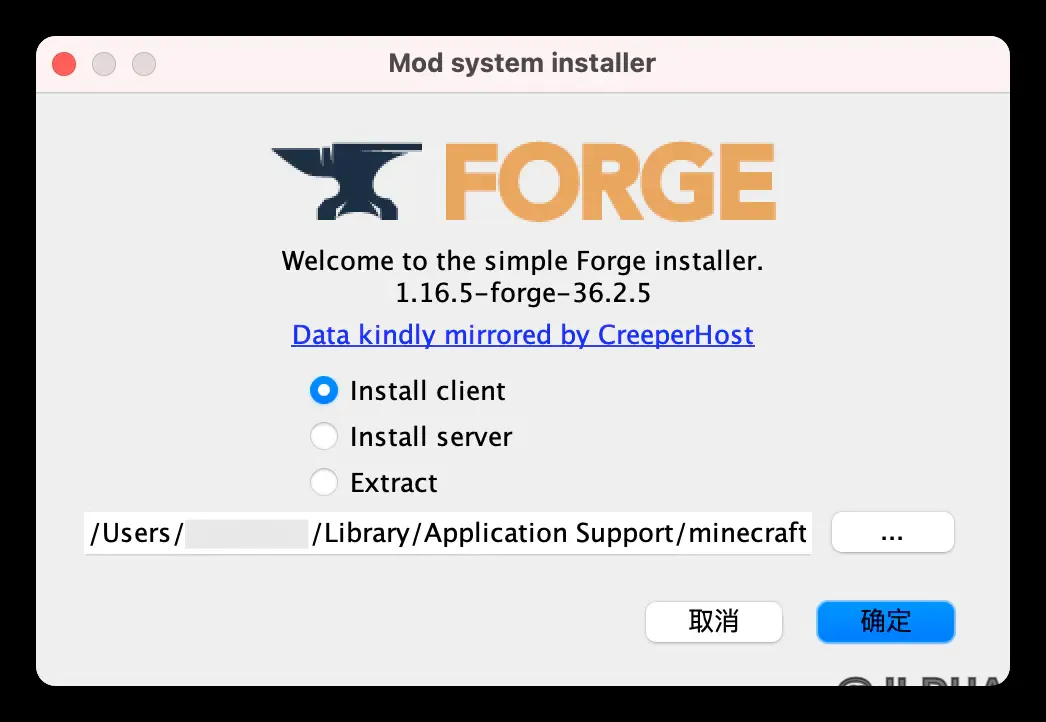 Mod system installer
FORGE
Welcome to the simple Forge installer.
1.16.5-forge-36.2.5
Data kindly mirrored by CreeperHost
Install client
Install server
Extract
/Users/ /Library/Application Support/minecraft ...
取消 确定